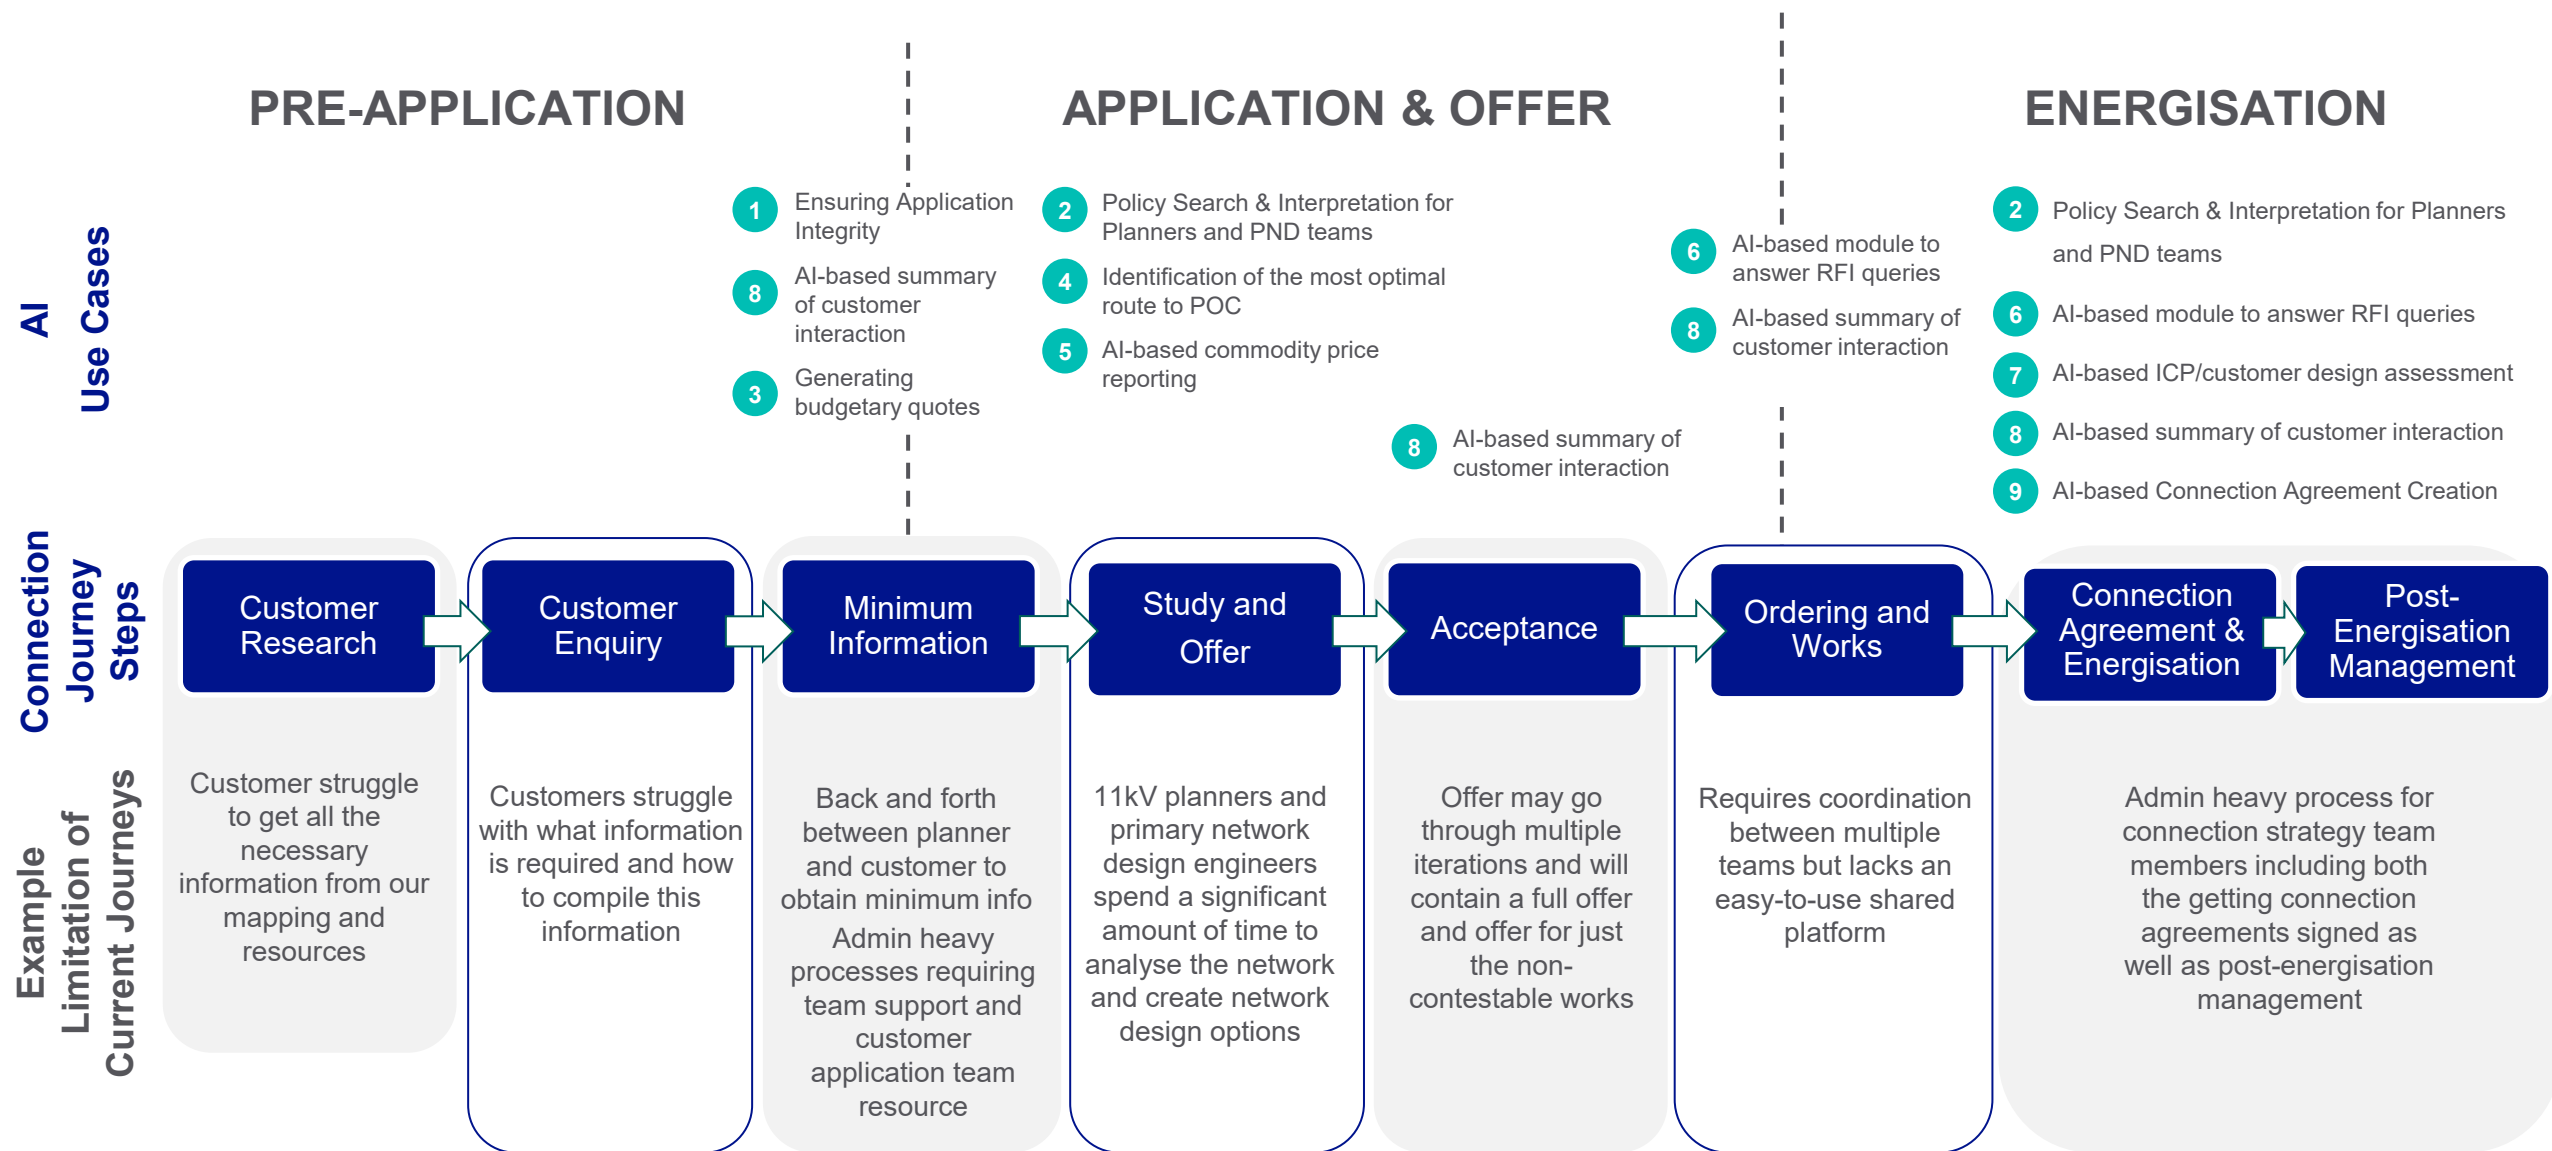 PRE-APPLICATION
APPLICATION & OFFER
ENERGISATION
AI
Use Cases
1
Ensuring Application
Integrity
8
AI-based summary
of customer
interaction
3
Generating
budgetary quotes
2
Policy Search & Interpretation for
Planners and PND teams
4
Identification of the most optimal
route to POC
5
AI-based commodity price
reporting
8
AI-based summary of
customer interaction
6
AI-based module to
answer RFI queries
8
AI-based summary of
customer interaction
2
Policy Search & Interpretation for Planners
and PND teams
6
AI-based module to answer RFI queries
7
AI-based ICP/customer design assessment
8
AI-based summary of customer interaction
9
AI-based Connection Agreement Creation
Connection
Journey
Steps
Customer
Research
Customer
Enquiry
Minimum
Information
Study and
Offer
Acceptance
Ordering and
Works
Connection
Agreement &
Energisation
Post-
Energisation
Management
Example
Limitation of
Current Journeys
Customer struggle
to get all the
necessary
information from our
mapping and
resources
Customers struggle
with what information
is required and how
to compile this
information
Back and forth
between planner
and customer to
obtain minimum info
Admin heavy
processes requiring
team support and
customer
application team
resource
11kV planners and
primary network
design engineers
spend a significant
amount of time to
analyse the network
and create network
design options
Offer may go
through multiple
iterations and will
contain a full offer
and offer for just
the non-
contestable works
Requires coordination
between multiple
teams but lacks an
easy-to-use shared
platform
Admin heavy process for
connection strategy team
members including both
the getting connection
agreements signed as
well as post-energisation
management